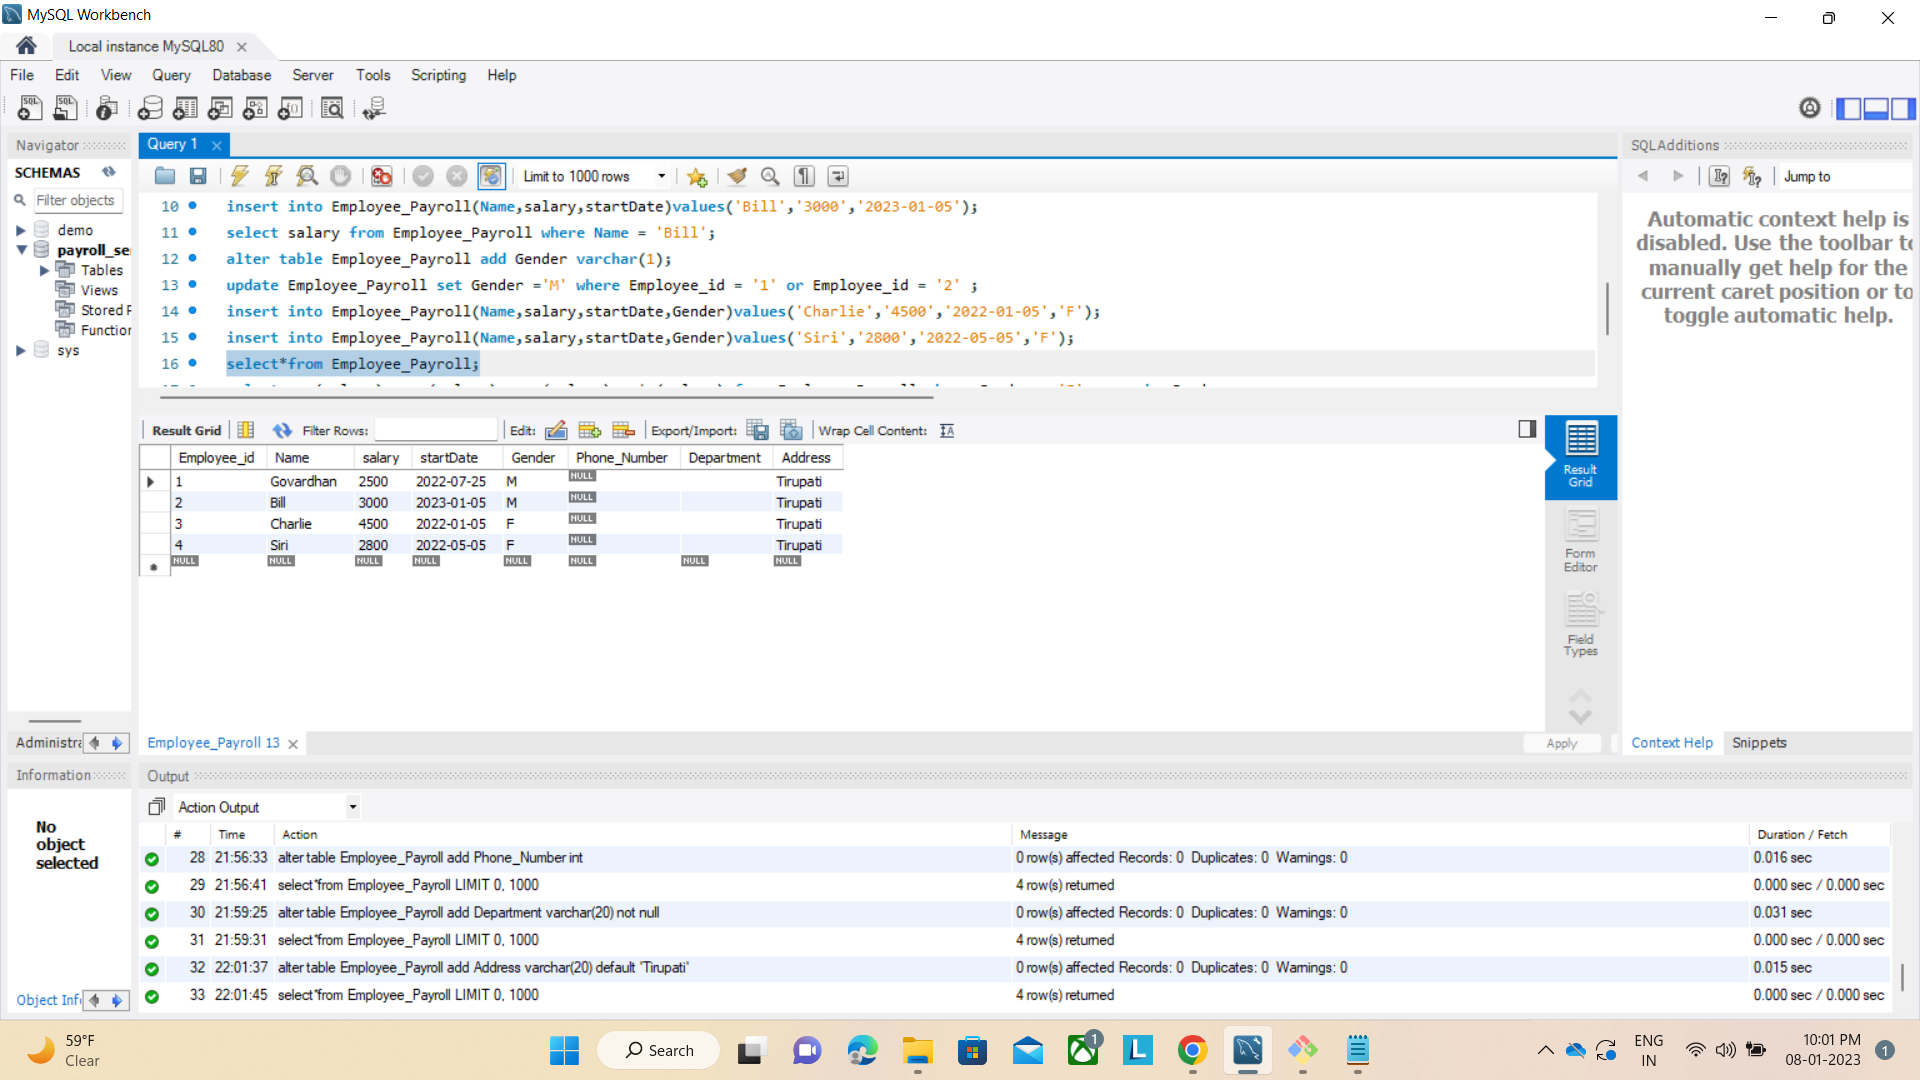 MySQL Workbench
Local instance MySQL80
File Edit View Query Database Server Tools Scripting Help
Navigator
SCHEMAS
Filter objects
demo
payroll_se
Tables
Views
Stored P
Function
sys
Administra
Information
No
object
selected
Object Info
Query 1
Limit to 1000 rows
10 insert into Employee_Payroll(Name,salary,startDate)values('Bill','3000','2023-01-05');
11 select salary from Employee_Payroll where Name = 'Bill';
12 alter table Employee_Payroll add Gender varchar(1);
13 update Employee_Payroll set Gender ='M' where Employee_id = '1' or Employee_id = '2' ;
14 insert into Employee_Payroll(Name,salary,startDate,Gender)values('Charlie','4500','2022-01-05','F');
15 insert into Employee_Payroll(Name,salary,startDate,Gender)values('Siri','2800','2022-05-05','F');
16 select*from Employee_Payroll;
Result Grid Filter Rows: Edit: Export/Import: Wrap Cell Content:
Employee_id Name salary startDate Gender Phone_Number Department Address
1 Govardhan 2500 2022-07-25 M NULL Tirupati
2 Bill 3000 2023-01-05 M NULL Tirupati
3 Charlie 4500 2022-01-05 F NULL Tirupati
4 Siri 2800 2022-05-05 F NULL Tirupati
NULL NULL NULL NULL NULL NULL NULL NULL
Result
Grid
Form
Editor
Field
Types
Employee_Payroll 13
Apply
SQLAdditions
Jump to
Automatic context help is
disabled. Use the toolbar to
manually get help for the
current caret position or to
toggle automatic help.
Context Help Snippets
Output
Action Output
# Time Action Message Duration / Fetch
28 21:56:33 alter table Employee_Payroll add Phone_Number int 0 row(s) affected Records: 0 Duplicates: 0 Warnings: 0 0.016 sec
29 21:56:41 select*from Employee_Payroll LIMIT 0, 1000 4 row(s) returned 0.000 sec / 0.000 sec
30 21:59:25 alter table Employee_Payroll add Department varchar(20) not null 0 row(s) affected Records: 0 Duplicates: 0 Warnings: 0 0.031 sec
31 21:59:31 select*from Employee_Payroll LIMIT 0, 1000 4 row(s) returned 0.000 sec / 0.000 sec
32 22:01:37 alter table Employee_Payroll add Address varchar(20) default 'Tirupati' 0 row(s) affected Records: 0 Duplicates: 0 Warnings: 0 0.015 sec
33 22:01:45 select*from Employee_Payroll LIMIT 0, 1000 4 row(s) returned 0.000 sec / 0.000 sec
59°F
Clear
Search
1
L
ENG
IN
10:01 PM
08-01-2023
1